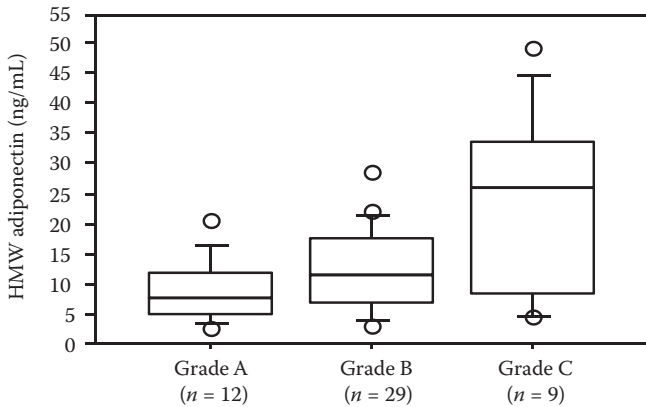 HMW adiponectin (ng/mL)
55
50
45
40
35
30
25
20
15
10
5
0
Grade A
(n = 12)
Grade B
(n = 29)
Grade C
(n = 9)